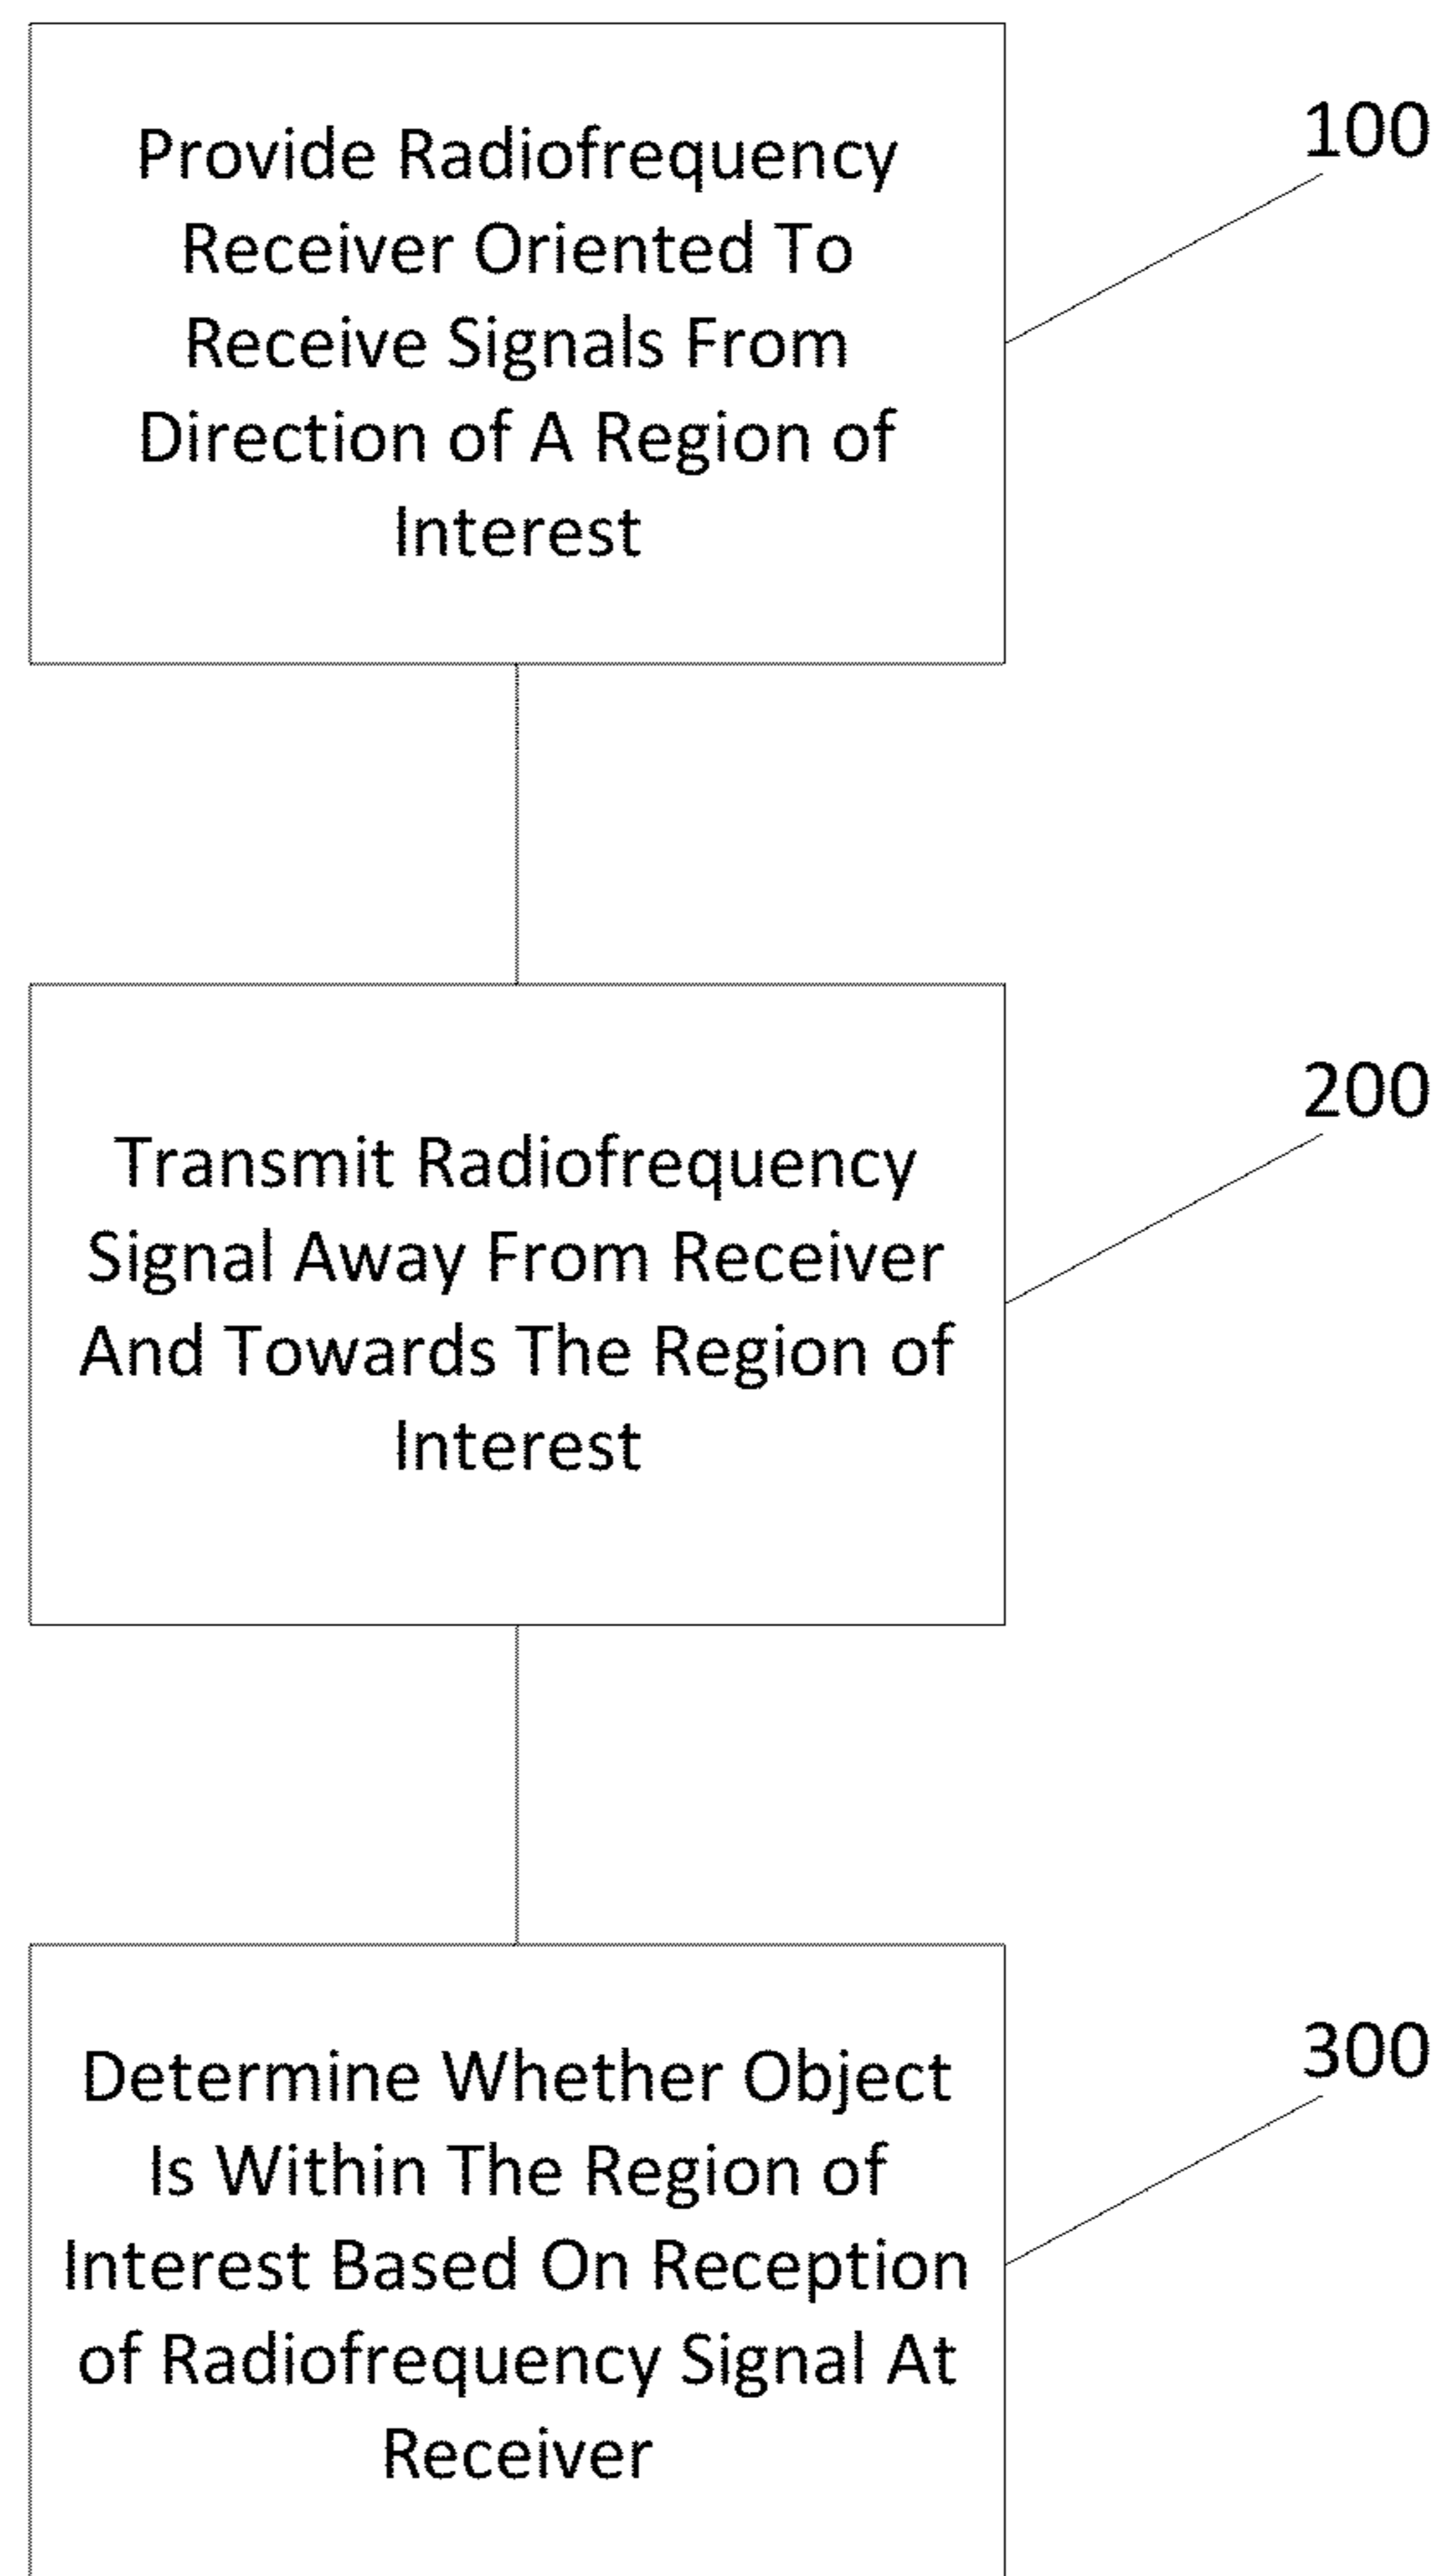 Provide Radiofrequency
Receiver Oriented To
Receive Signals From
Direction of A Region of
Interest
100
Transmit Radiofrequency
Signal Away From Receiver
And Towards The Region of
Interest
200
Determine Whether Object
Is Within The Region of
Interest Based On Reception
of Radiofrequency Signal At
Receiver
300